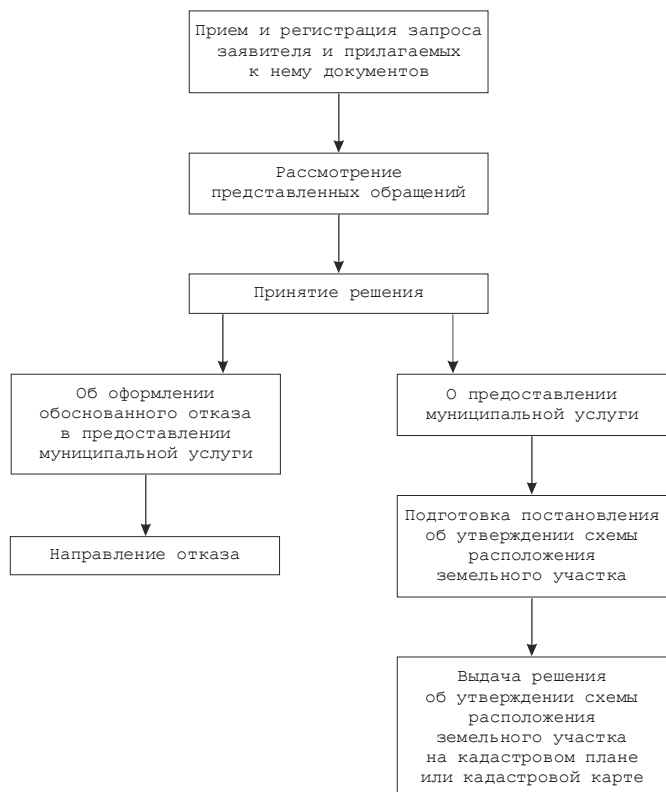 Прием и регистрация запроса
заявителя и прилагаемых
к нему документов
Рассмотрение
представленных обращений
Принятие решения
Об оформлении
обоснованного отказа
в предоставлении
муниципальной услуги
О предоставлении
муниципальной услуги
Направление отказа
Подготовка постановления
об утверждении схемы
расположения
земельного участка
Выдача решения
об утверждении схемы
расположения
земельного участка
на кадастровом плане
или кадастровой карте